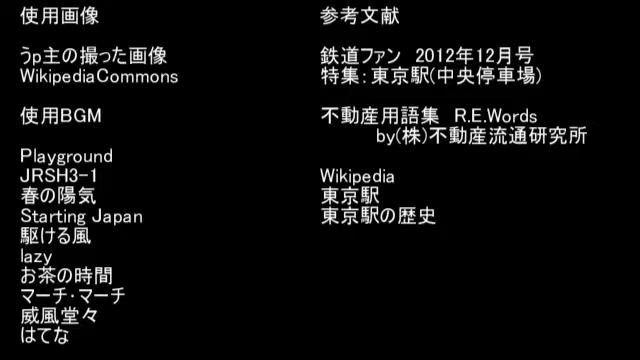 使用画像
うp主の撮った画像
WikipediaCommons
使用BGM
Playground
JRSH3-1
春の陽気
Starting Japan
駆ける風
lazy
お茶の時間
マーチ・マーチ
威風堂々
はてな
参考文献
鉄道ファン 2012年12月号
特集:東京駅(中央停車場)
不動産用語集 R.E.Words
by(株)不動産流通研究所
Wikipedia
東京駅
東京駅の歴史